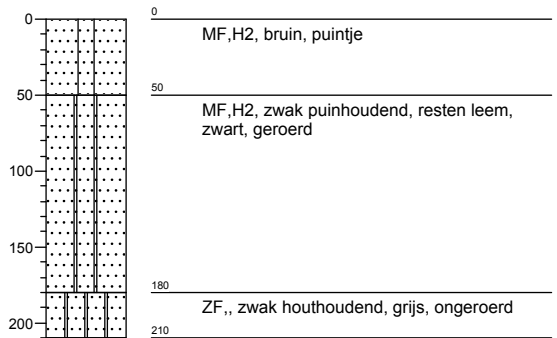 0
0
MF,H2, bruin, puintje
50
50
MF,H2, zwak puinhoudend, resten leem,
zwart, geroerd
100
150
180
ZF,, zwak houthoudend, grijs, ongeroerd
200
210